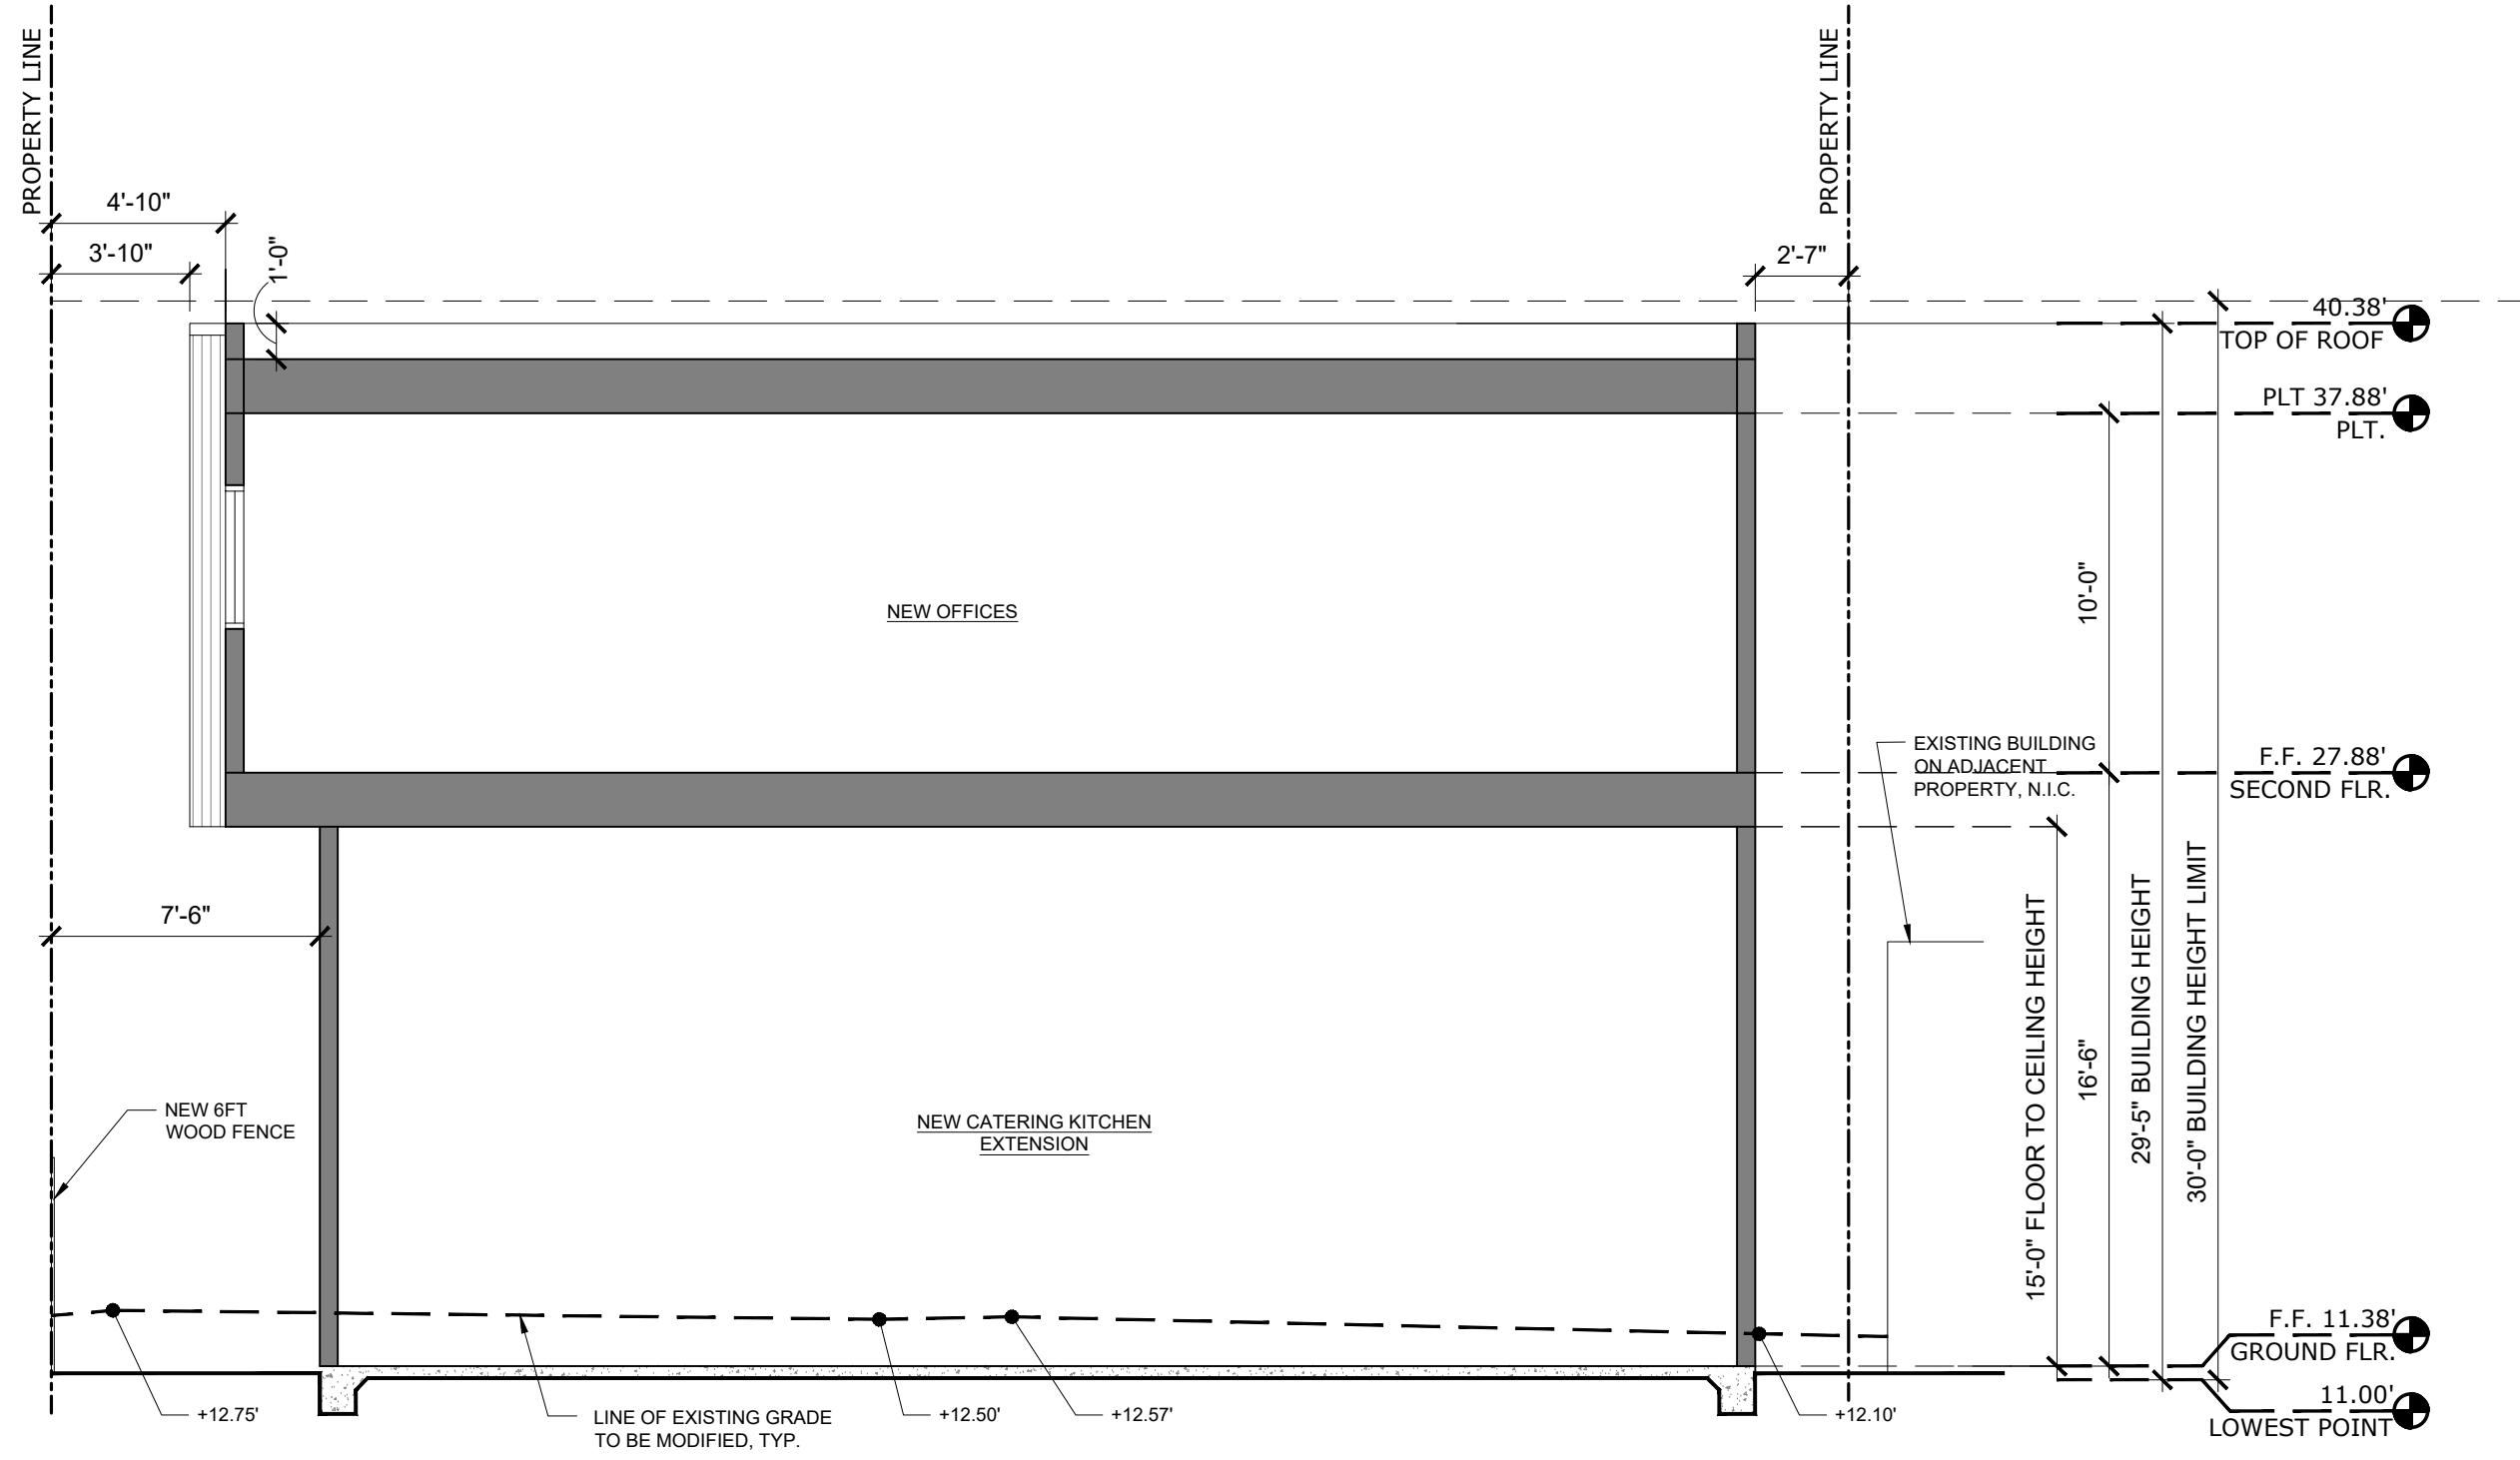 PROPERTY LINE
PROPERTY LINE
4'-10"
3'-10"
1'-0"
2'-7"
40.38'
TOP OF ROOF
PLT 37.88'
PLT.
10'-0"
NEW OFFICES
EXISTING BUILDING
ON ADJACENT
PROPERTY, N.I.C.
F.F. 27.88'
SECOND FLR.
7'-6"
15'-0" FLOOR TO CEILING HEIGHT
16'-6"
29'-5" BUILDING HEIGHT
30'-0" BUILDING HEIGHT LIMIT
NEW 6FT
WOOD FENCE
NEW CATERING KITCHEN
EXTENSION
F.F. 11.38'
GROUND FLR.
11.00'
LOWEST POINT
+12.75'
LINE OF EXISTING GRADE
TO BE MODIFIED, TYP.
+12.50'
+12.57'
+12.10'